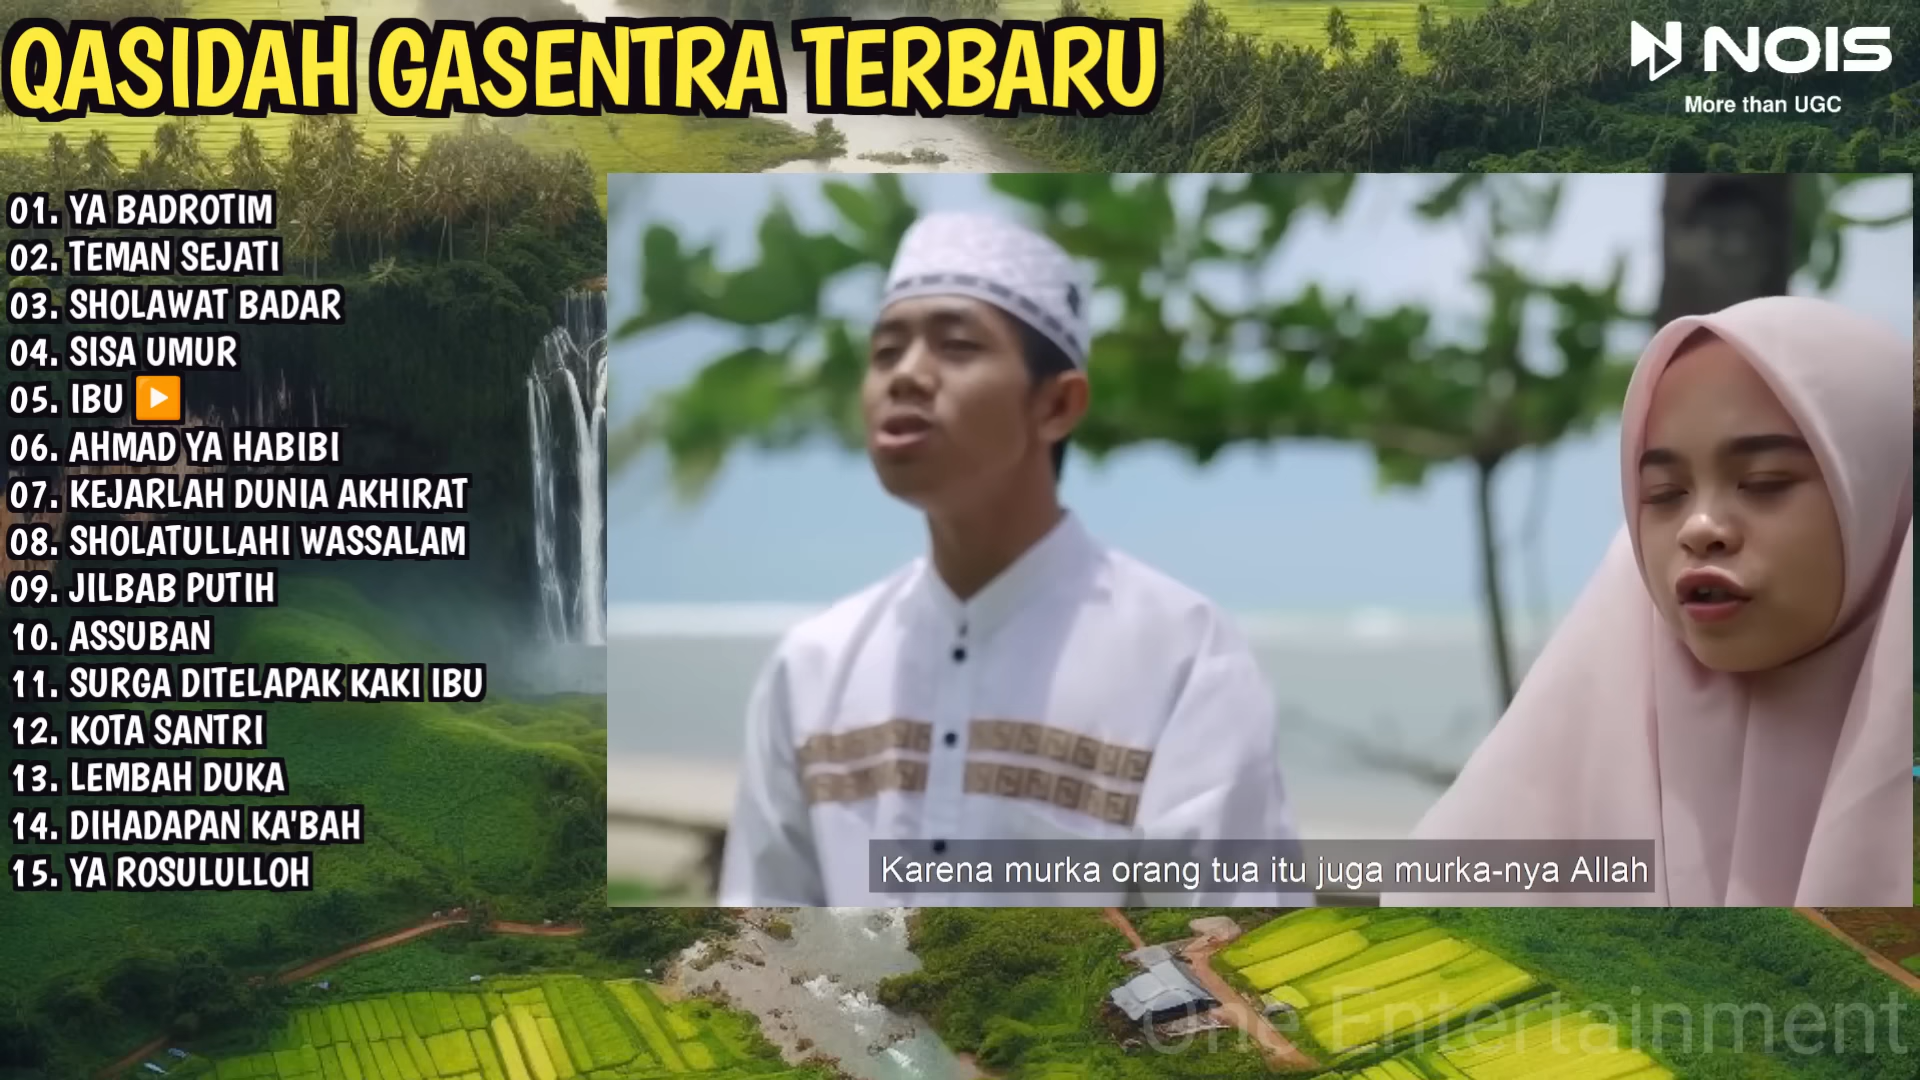 QASIDAH GASENTRA TERBARU
NOIS
More than UGC
01. YA BADROTIM
02. TEMAN SEJATI
03. SHOLAWAT BADAR
04. SISA UMUR
05. IBU
06. AHMAD YA HABIBI
07. KEJARLAH DUNIA AKHIRAT
08. SHOLATULLAHI WASSALAM
09. JILBAB PUTIH
10. ASSUBAN
11. SURGA DITELAPAK KAKI IBU
12. KOTA SANTRI
13. LEMBAH DUKA
14. DIHADAPAN KA'BAH
15. YA ROSULULLOH
Karena murka orang tua itu juga murka-nya Allah
One Entertainment